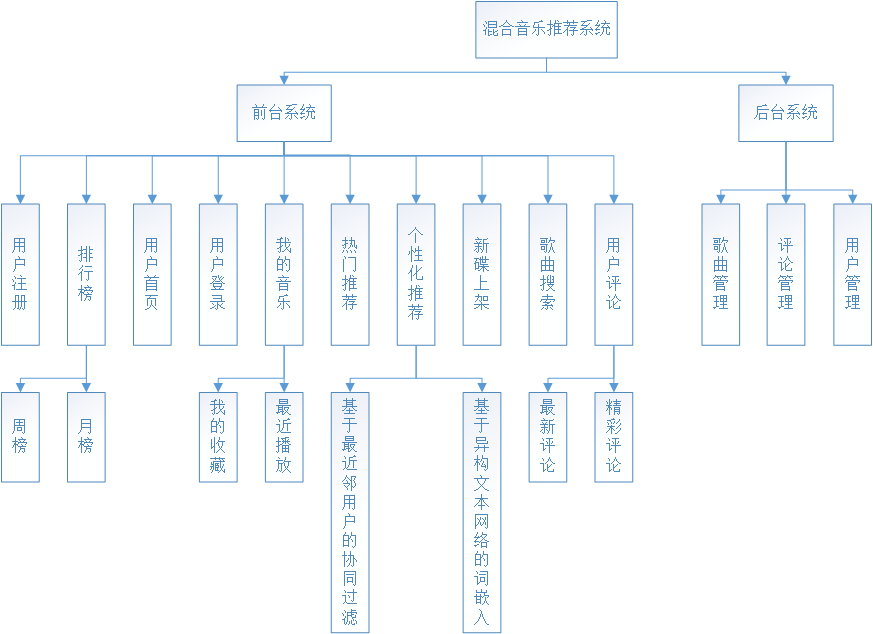 混合音乐推荐系统
前台系统
后台系统
用户注册
排行榜
用户首页
用户登录
我的音乐
热门推荐
个性化推荐
新碟上架
歌曲搜索
用户评论
歌曲管理
评论管理
用户管理
周榜
月榜
我的收藏
最近播放
基于最近邻用户的协同过滤
基于异构文本网络的词嵌入
最新评论
精彩评论